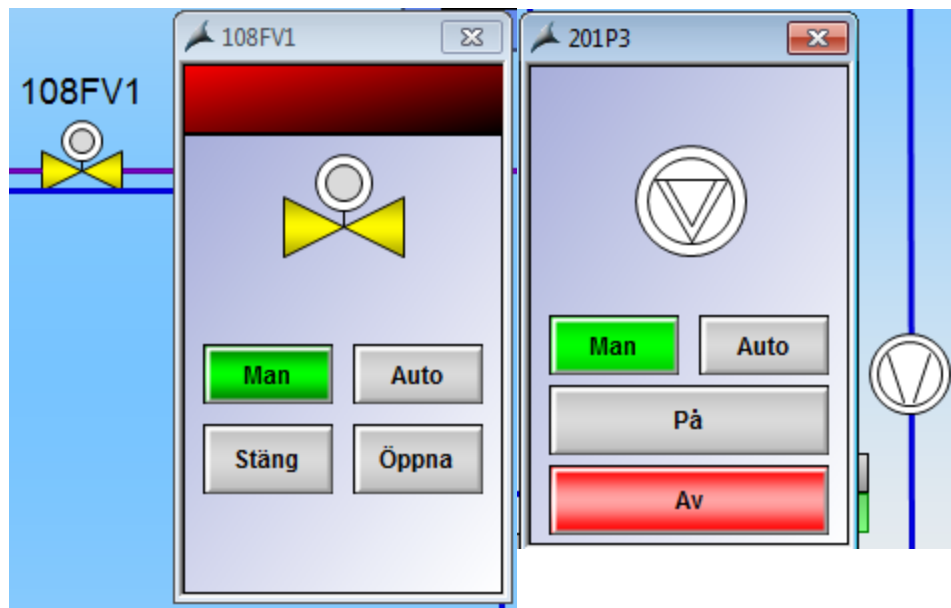 108FV1
108FV1
Man Auto
Stäng Öppna
201P3
Man Auto
På
Av